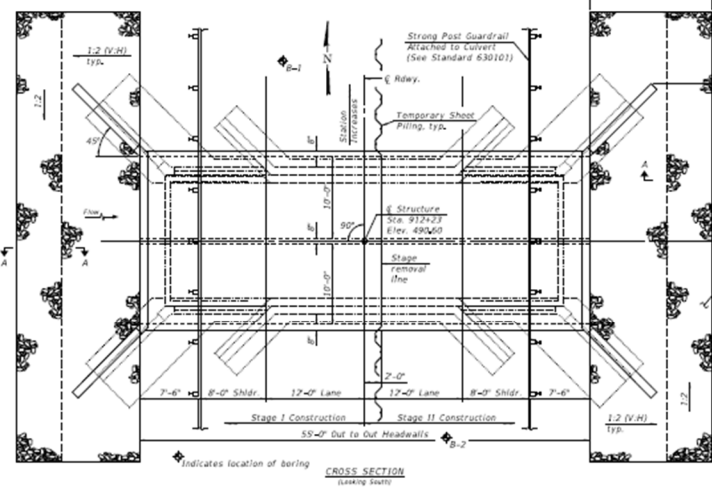 Strong Post Guardrail
Attached to Culvert
(See Standard 630101)
1:2 (V:H)
typ.
B-1
N
℄ Rdwy.
1:2
Station
Increases
Temporary Sheet
Piling, typ.
45°
A
10'-0"
Flow
90°
℄ Structure
Sta. 912+23
Elev. 490.60
A
A
Stage
removal
line
10'-0"
2'-0"
7'-6"
8'-0" Shldr.
12'-0" Lane
12'-0" Lane
8'-0" Shldr.
7'-6"
1:2
Stage I Construction
Stage II Construction
1:2 (V:H)
typ.
55'-0" Out to Out Headwalls
B-2
Indicates location of boring
CROSS SECTION
(Looking South)